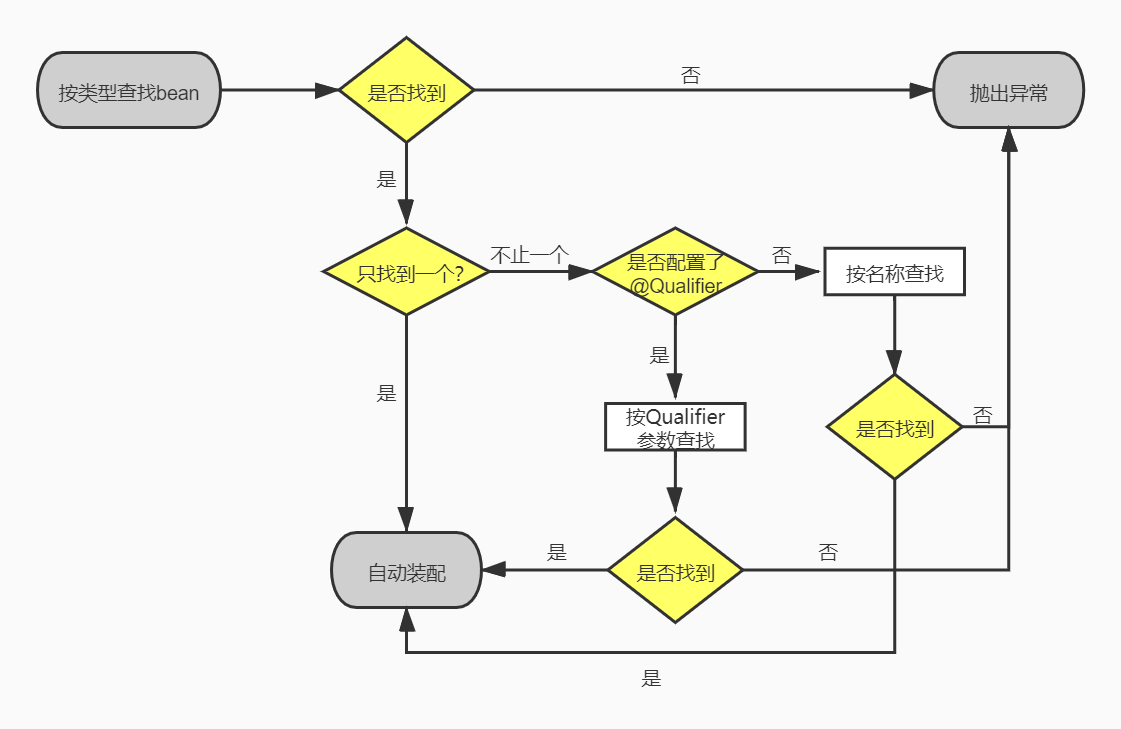 按类型查找bean
是否找到
否
抛出异常
是
只找到一个?
不止一个
是否配置了
@Qualifier
否
按名称查找
是
是
按Qualifier
参数查找
是否找到
否
自动装配
是
是否找到
否
是